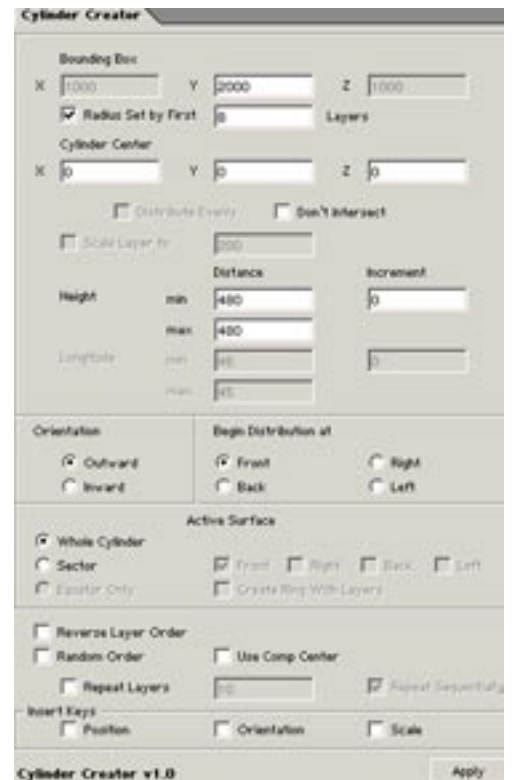 Cylinder Creator
Bounding Box
X 1000 Y 2000 Z 1000
Radius Set by First 8 Layers
Cylinder Center
X 0 Y 0 Z 0
Distribute Evenly Don't Intersect
Scale Layer to 200
Distance Increment
Height min 480 0
max 480
Longitude min 45 0
max 45
Orientation Begin Distribution at
Outward Front Right
Inward Back Left
Active Surface
Whole Cylinder
Sector Front Right Back Left
Equator Only Create Ring With Layers
Reverse Layer Order
Random Order Use Comp Center
Repeat Layers 10 Repeat Sequentially
Insert Keys
Position Orientation Scale
Cylinder Creator v1.0 Apply